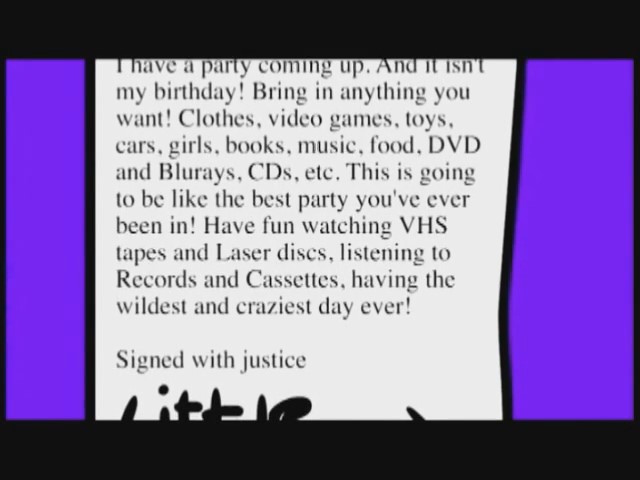 I have a party coming up. And it isn't
my birthday! Bring in anything you
want! Clothes, video games, toys,
cars, girls, books, music, food, DVD
and Blurays, CDs, etc. This is going
to be like the best party you've ever
been in! Have fun watching VHS
tapes and Laser discs, listening to
Records and Cassettes, having the
wildest and craziest day ever!
Signed with justice
Little